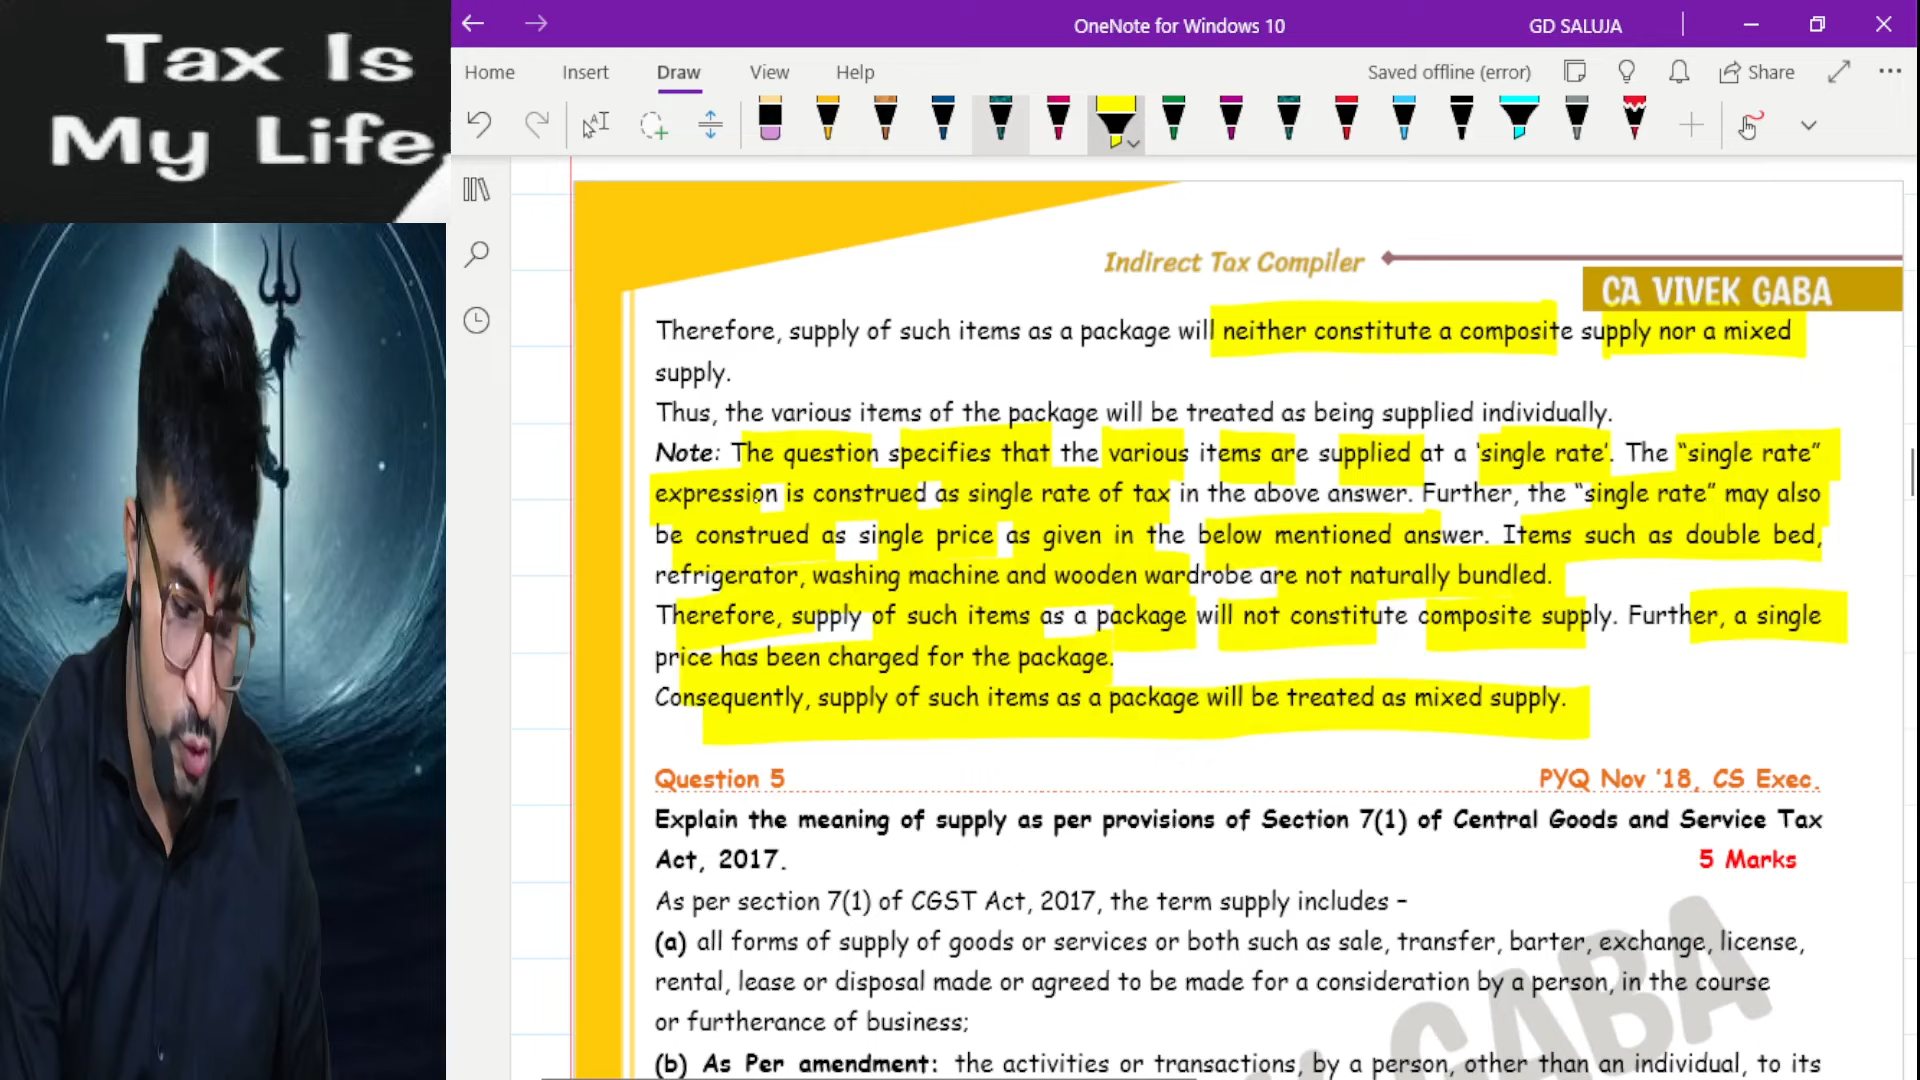 Tax Is
My Life,
OneNote for Windows 10
GD SALUJA
Home Insert Draw View Help
Saved offline (error)
Share
Indirect Tax Compiler
CA VIVEK GABA
Therefore, supply of such items as a package will neither constitute a composite supply nor a mixed
supply.
Thus, the various items of the package will be treated as being supplied individually.
Note: The question specifies that the various items are supplied at a 'single rate'. The “single rate”
expression is construed as single rate of tax in the above answer. Further, the “single rate” may also
be construed as single price as given in the below mentioned answer. Items such as double bed,
refrigerator, washing machine and wooden wardrobe are not naturally bundled.
Therefore, supply of such items as a package will not constitute composite supply. Further, a single
price has been charged for the package.
Consequently, supply of such items as a package will be treated as mixed supply.
Question 5
PYQ Nov '18, CS Exec.
Explain the meaning of supply as per provisions of Section 7(1) of Central Goods and Service Tax
Act, 2017.
5 Marks
As per section 7(1) of CGST Act, 2017, the term supply includes –
(a) all forms of supply of goods or services or both such as sale, transfer, barter, exchange, license,
rental, lease or disposal made or agreed to be made for a consideration by a person, in the course
or furtherance of business;
(b) As Per amendment: the activities or transactions, by a person, other than an individual, to its
GABA